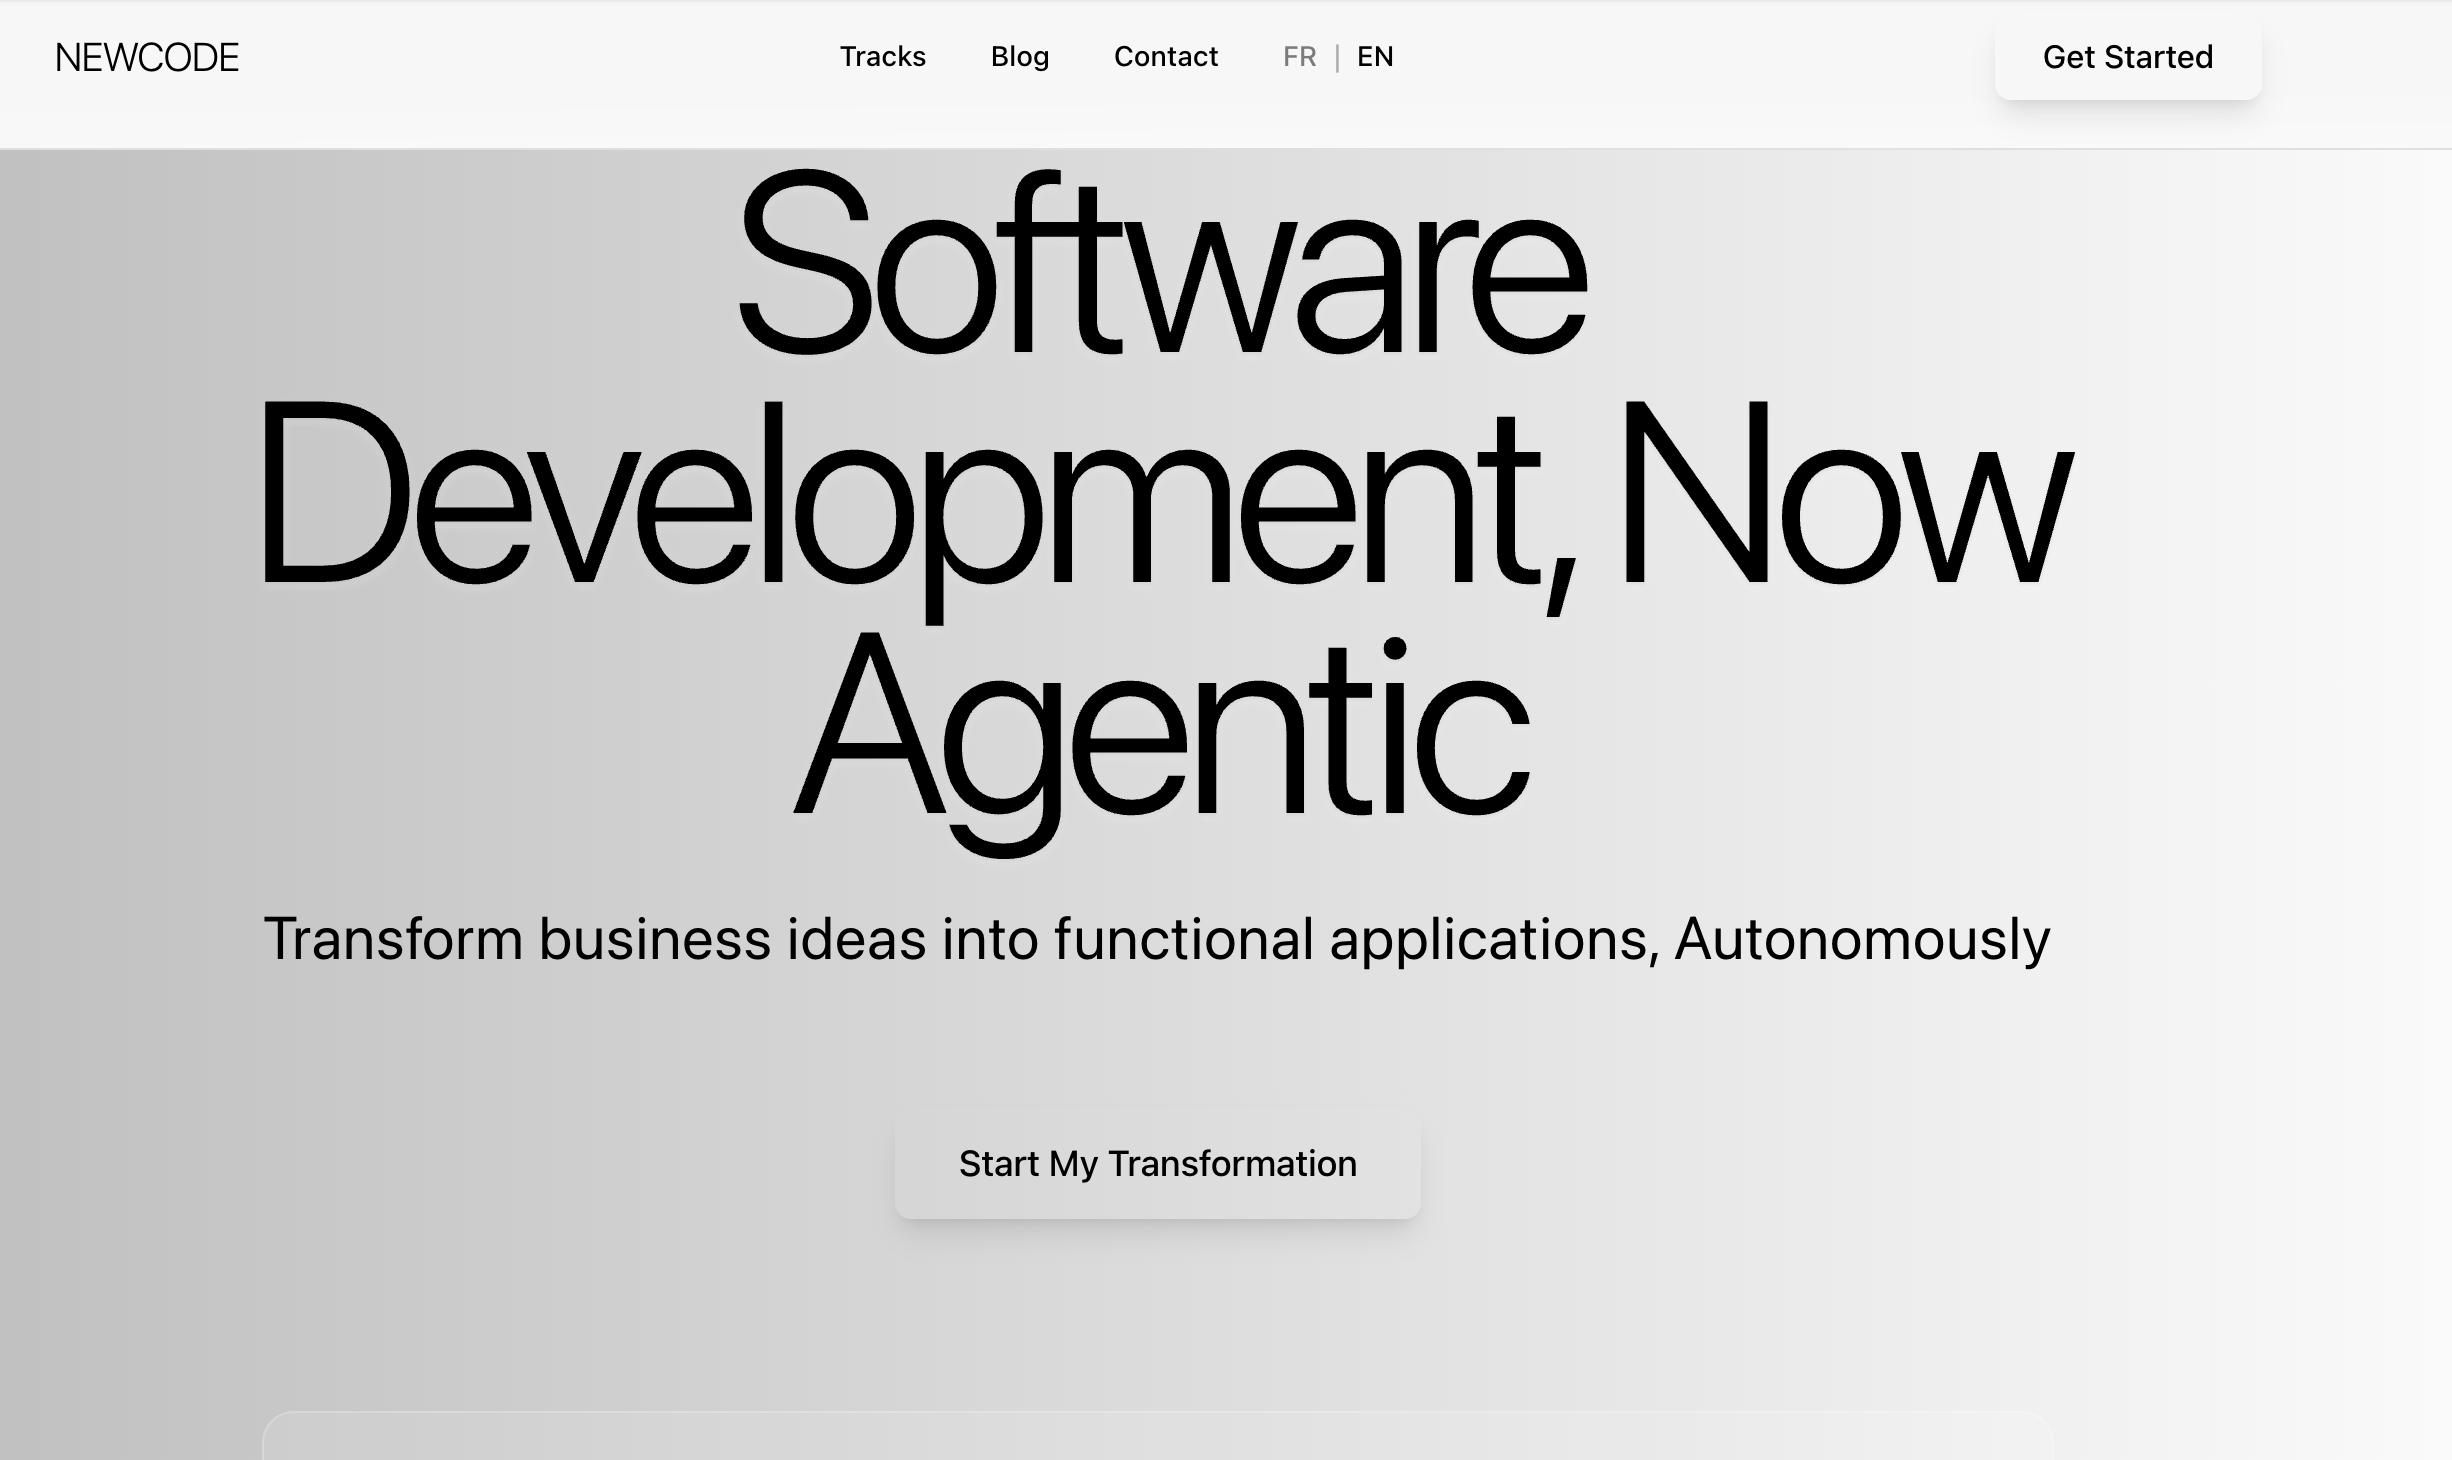 NEWCODE
Tracks
Blog
Contact
FR | EN
Get Started
Software
Development, Now
Agentic
Transform business ideas into functional applications, Autonomously
Start My Transformation